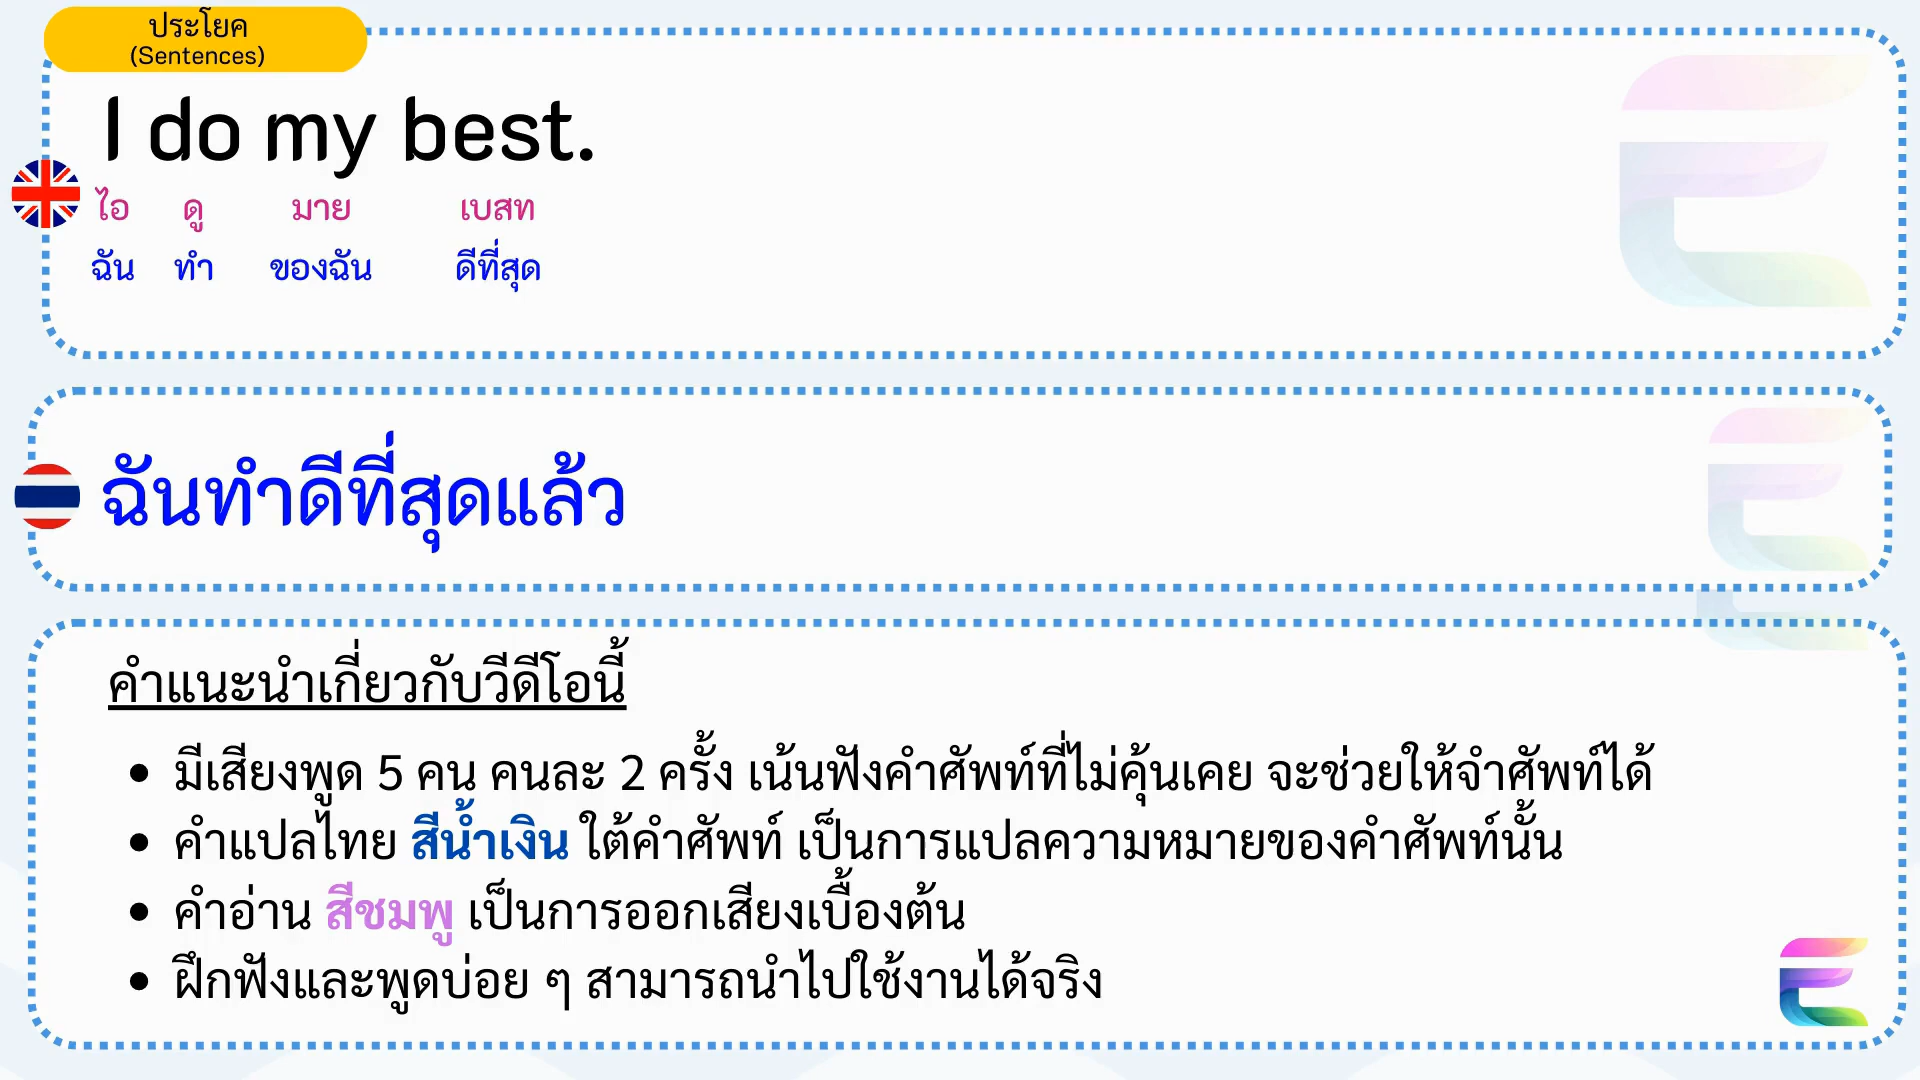 ประโยค
(Sentences)
I do my best.
ไอ ดู มาย เบสท
ฉัน ทำ ของฉัน ดีที่สุด
ฉันทำดีที่สุดแล้ว
คำแนะนำเกี่ยวกับวีดีโอนี้
• มีเสียงพูด 5 คน คนละ 2 ครั้ง เน้นฟังคำศัพท์ที่ไม่คุ้นเคย จะช่วยให้จำศัพท์ได้
• คำแปลไทย สีน้ำเงิน ใต้คำศัพท์ เป็นการแปลความหมายของคำศัพท์นั้น
• คำอ่าน สีชมพู เป็นการออกเสียงเบื้องต้น
• ฝึกฟังและพูดบ่อย ๆ สามารถนำไปใช้งานได้จริง